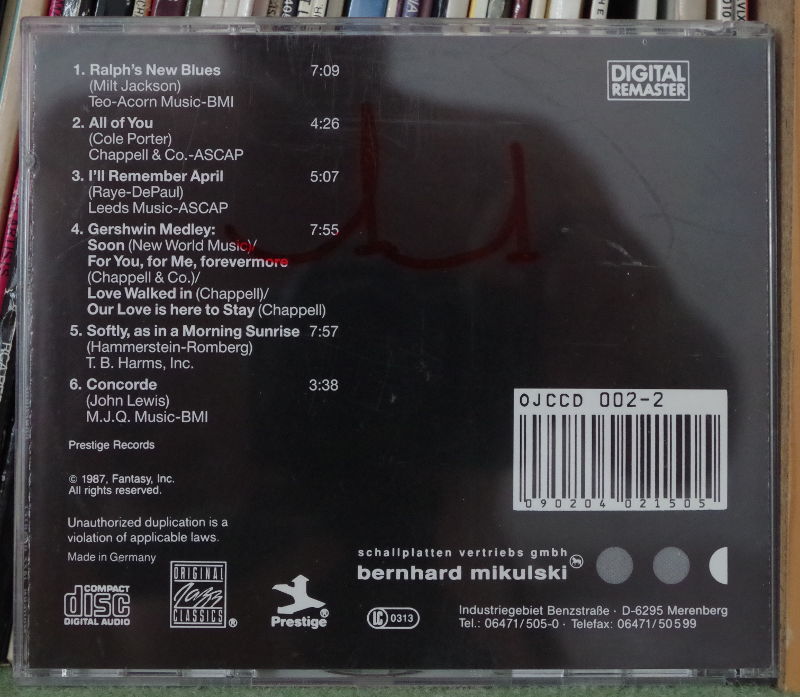 1. Ralph's New Blues 7:09
(Milt Jackson)
Teo-Acorn Music-BMI
2. All of You 4:26
(Cole Porter)
Chappell & Co.-ASCAP
3. I'll Remember April 5:07
(Raye-DePaul)
Leeds Music-ASCAP
4. Gershwin Medley: 7:55
Soon (New World Music)/
For You, for Me, forevermore
(Chappell & Co.)/
Love Walked in (Chappell)/
Our Love is here to Stay (Chappell)
5. Softly, as in a Morning Sunrise 7:57
(Hammerstein-Romberg)
T. B. Harms, Inc.
6. Concorde 3:38
(John Lewis)
M.J.Q. Music-BMI
Prestige Records
© 1987, Fantasy, Inc.
All rights reserved.
Unauthorized duplication is a
violation of applicable laws.
Made in Germany
DIGITAL
REMASTER
OJCCD 002-2
090204 021505
COMPACT
disc
DIGITAL AUDIO
ORIGINAL
Jazz
CLASSICS®
Prestige®
LC 0313
schallplatten vertriebs gmbh
bernhard mikulski
Industriegebiet Benzstraße · D-6295 Merenberg
Tel.: 06471/505-0 · Telefax: 06471/50599